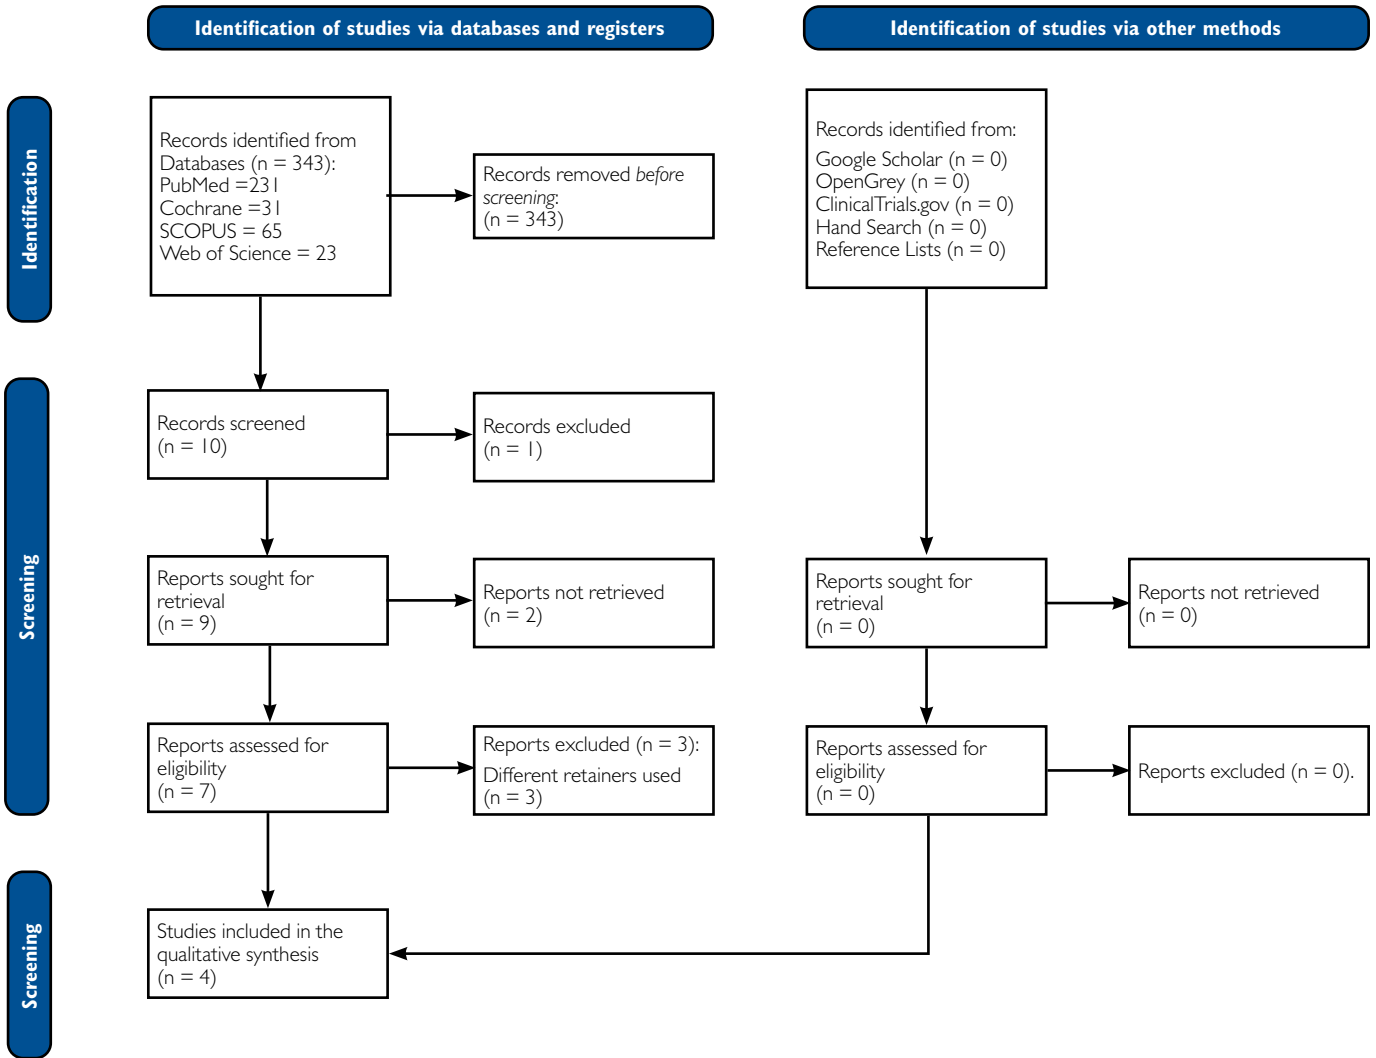 Identification of studies via databases and registers
Identification of studies via other methods
Identification
Records identified from
Databases (n = 343):
PubMed =231
Cochrane =31
SCOPUS = 65
Web of Science = 23
Records removed before
screening:
(n = 343)
Records identified from:
Google Scholar (n = 0)
OpenGrey (n = 0)
ClinicalTrials.gov (n = 0)
Hand Search (n = 0)
Reference Lists (n = 0)
Screening
Records screened
(n = 10)
Records excluded
(n = 1)
Reports sought for
retrieval
(n = 9)
Reports not retrieved
(n = 2)
Reports sought for
retrieval
(n = 0)
Reports not retrieved
(n = 0)
Reports assessed for
eligibility
(n = 7)
Reports excluded (n = 3):
Different retainers used
(n = 3)
Reports assessed for
eligibility
(n = 0)
Reports excluded (n = 0).
Screening
Studies included in the
qualitative synthesis
(n = 4)